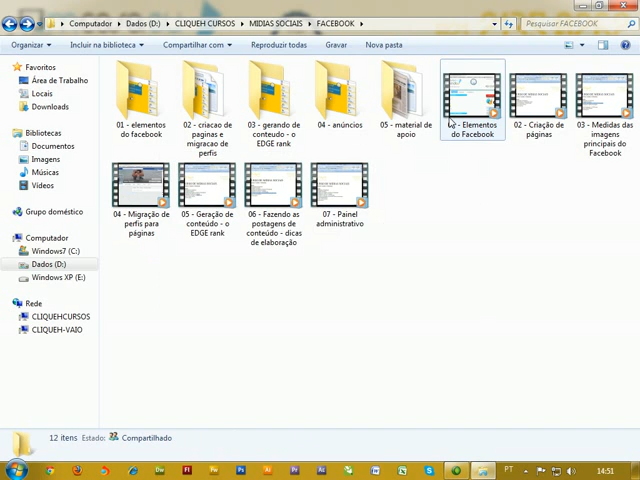 Computador ▸ Dados (D:) ▸ CLIQUEH CURSOS ▸ MIDIAS SOCIAIS ▸ FACEBOOK ▸
Pesquisar FACEBOOK
Organizar
Incluir na biblioteca
Compartilhar com
Reproduzir todas
Gravar
Nova pasta
Favoritos
Área de Trabalho
Locais
Downloads
Bibliotecas
Documentos
Imagens
Músicas
Vídeos
Grupo doméstico
Computador
Windows7 (C:)
Dados (D:)
Windows XP (E:)
Rede
CLIQUEHCURSOS
CLIQUEH-VAIO
01 - elementos
do facebook
02 - criacao de
paginas e
migracao de
perfis
03 - gerando de
conteudo - o
EDGE rank
04 - anúncios
05 - material de
apoio
- Elementos
do Facebook
02 - Criação de
páginas
03 - Medidas das
imagens
principais do
Facebook
04 - Migração de
perfis para
páginas
05 - Geração de
conteúdo - o
EDGE rank
06 - Fazendo as
postagens de
conteúdo - dicas
de elaboração
07 - Painel
administrativo
12 itens
Estado:
Compartilhado
PT
14:51